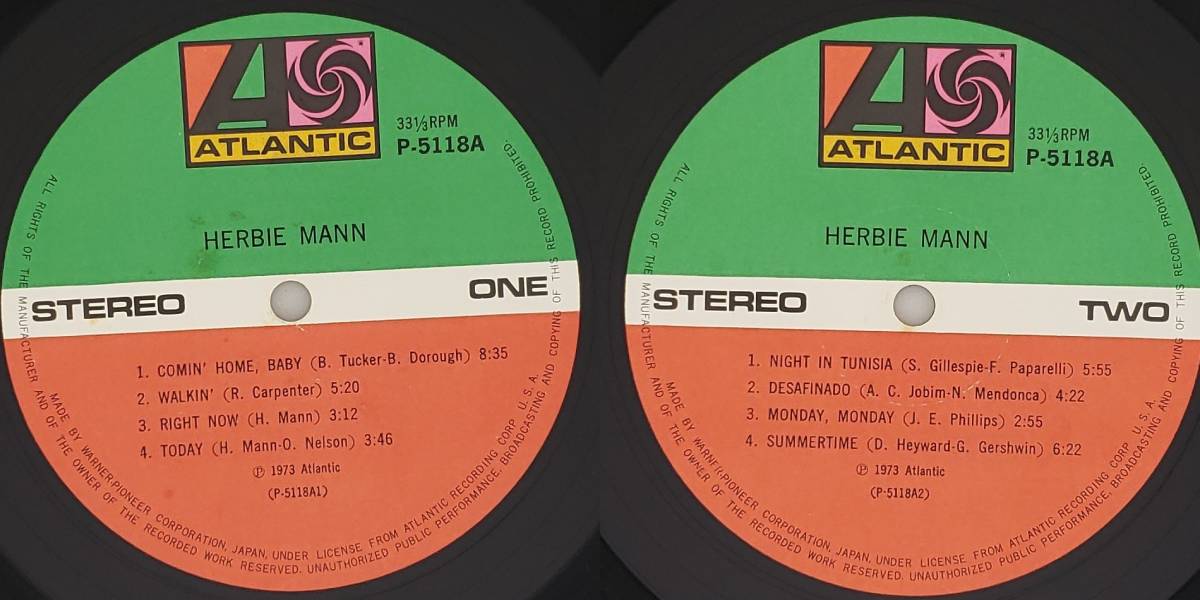 ATLANTIC
33⅓RPM
P-5118A
HERBIE MANN
STEREO
ONE
1. COMIN' HOME, BABY (B. Tucker-B. Dorough) 8:35
2. WALKIN' (R. Carpenter) 5:20
3. RIGHT NOW (H. Mann) 3:12
4. TODAY (H. Mann-O. Nelson) 3:46
Ⓟ 1973 Atlantic
(P-5118A1)
MADE BY WARNER-PIONEER CORPORATION, JAPAN, UNDER LICENSE FROM ATLANTIC RECORDING CORP. U. S. A.
ALL RIGHTS OF THE MANUFACTURER AND OF THE OWNER OF THE RECORDED WORK RESERVED. UNAUTHORIZED PUBLIC PERFORMANCE, BROADCASTING AND COPYING OF THIS RECORD PROHIBITED.
ATLANTIC
33⅓RPM
P-5118A
HERBIE MANN
STEREO
TWO
1. NIGHT IN TUNISIA (S. Gillespie-F. Paparelli) 5:55
2. DESAFINADO (A. C. Jobim-N. Mendonca) 4:22
3. MONDAY, MONDAY (J. E. Phillips) 2:55
4. SUMMERTIME (D. Heyward-G. Gershwin) 6:22
Ⓟ 1973 Atlantic
(P-5118A2)
MADE BY WARNER-PIONEER CORPORATION, JAPAN, UNDER LICENSE FROM ATLANTIC RECORDING CORP. U. S. A.
ALL RIGHTS OF THE MANUFACTURER AND OF THE OWNER OF THE RECORDED WORK RESERVED. UNAUTHORIZED PUBLIC PERFORMANCE, BROADCASTING AND COPYING OF THIS RECORD PROHIBITED.